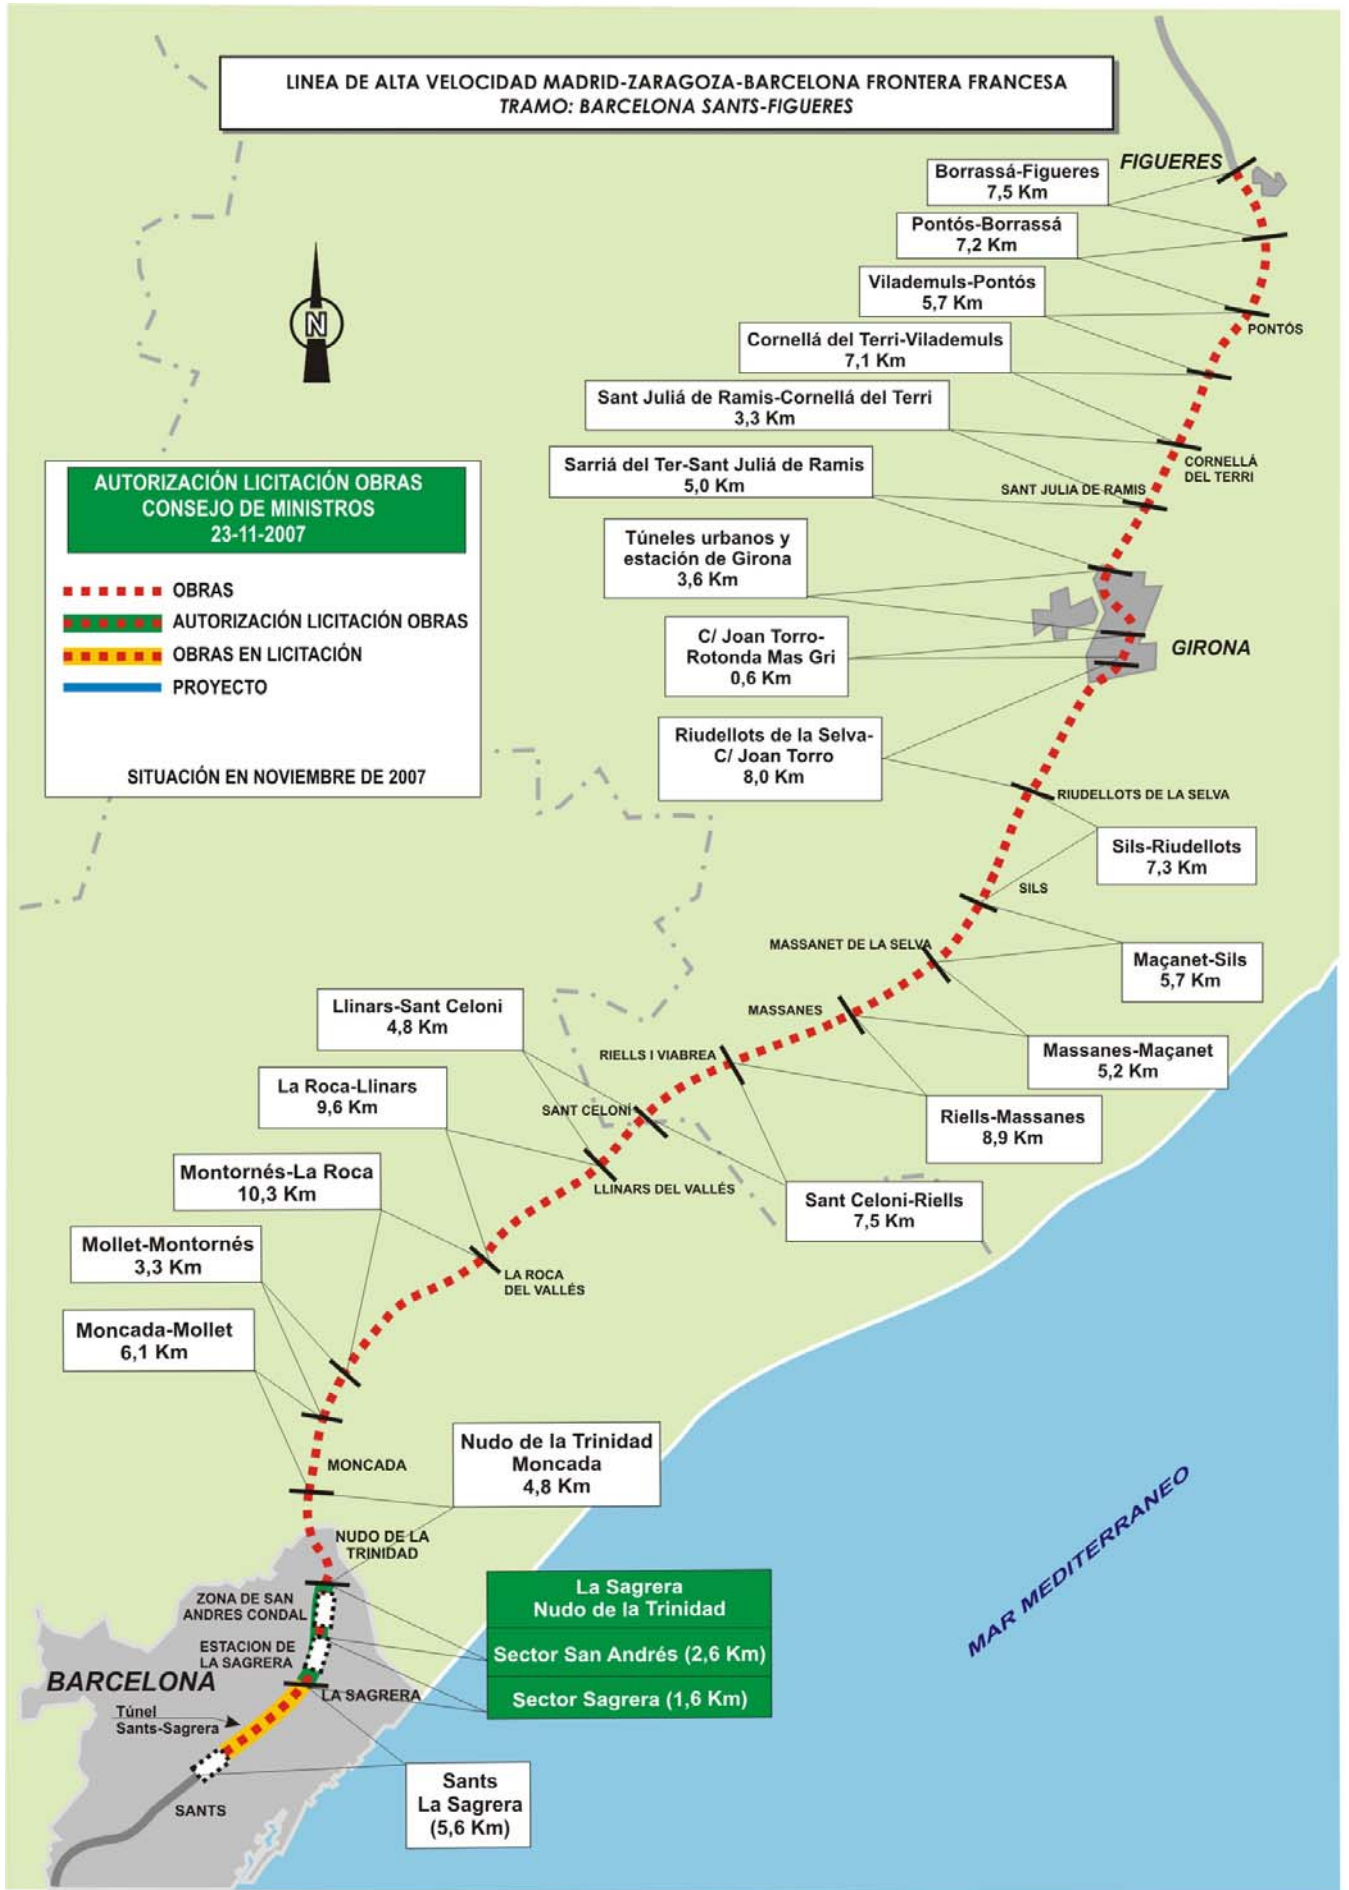 LINEA DE ALTA VELOCIDAD MADRID-ZARAGOZA-BARCELONA FRONTERA FRANCESA
TRAMO: BARCELONA SANTS-FIGUERES
FIGUERES
Borrassá-Figueres
7,5 Km
Pontós-Borrassá
7,2 Km
Vilademuls-Pontós
5,7 Km
PONTÓS
N
Cornellá del Terri-Vilademuls
7,1 Km
Sant Juliá de Ramis-Cornellá del Terri
3,3 Km
CORNELLÁ
DEL TERRI
Sarriá del Ter-Sant Juliá de Ramis
5,0 Km
SANT JULIA DE RAMIS
AUTORIZACIÓN LICITACIÓN OBRAS
CONSEJO DE MINISTROS
23-11-2007
OBRAS
AUTORIZACIÓN LICITACIÓN OBRAS
OBRAS EN LICITACIÓN
PROYECTO
SITUACIÓN EN NOVIEMBRE DE 2007
Túneles urbanos y
estación de Girona
3,6 Km
C/ Joan Torro-
Rotonda Mas Gri
0,6 Km
GIRONA
Riudellots de la Selva-
C/ Joan Torro
8,0 Km
RIUDELLOTS DE LA SELVA
Sils-Riudellots
7,3 Km
SILS
MASSANET DE LA SELVA
Maçanet-Sils
5,7 Km
MASSANES
Massanes-Maçanet
5,2 Km
Llinars-Sant Celoni
4,8 Km
RIELLS I VIABREA
La Roca-Llinars
9,6 Km
SANT CELONÍ
Riells-Massanes
8,9 Km
Montornés-La Roca
10,3 Km
LLINARS DEL VALLÉS
Sant Celoni-Riells
7,5 Km
Mollet-Montornés
3,3 Km
LA ROCA
DEL VALLÉS
Moncada-Mollet
6,1 Km
MONCADA
Nudo de la Trinidad
Moncada
4,8 Km
NUDO DE LA
TRINIDAD
MAR MEDITERRANEO
ZONA DE SAN
ANDRES CONDAL
La Sagrera
Nudo de la Trinidad
Sector San Andrés (2,6 Km)
Sector Sagrera (1,6 Km)
ESTACION DE
LA SAGRERA
BARCELONA
LA SAGRERA
Túnel
Sants-Sagrera
Sants
La Sagrera
(5,6 Km)
SANTS